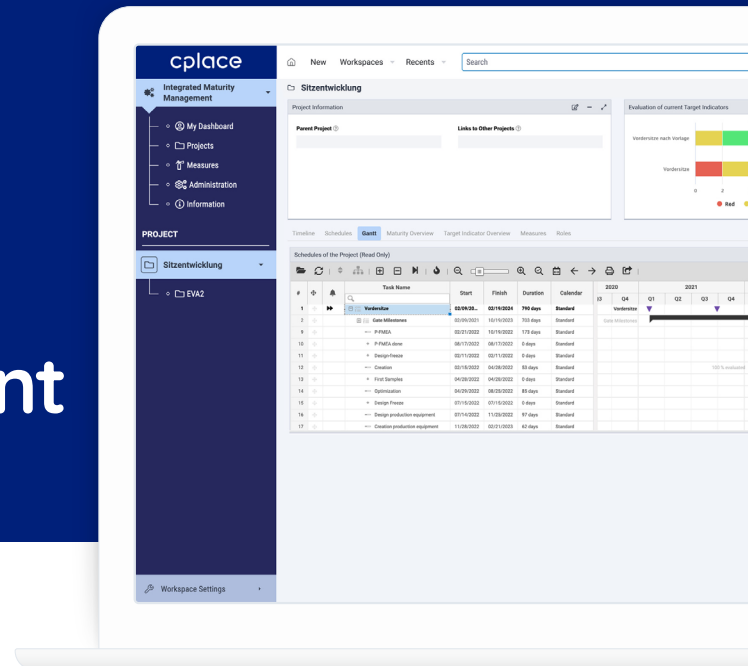 nt
cplace
New Workspaces Recents Search
Integrated Maturity
Management
My Dashboard
Projects
Measures
Administration
Information
PROJECT
Sitzentwicklung
EVA2
Workspace Settings
Sitzentwicklung
Project Information
Parent Project
Links to Other Projects
Evaluation of current Target Indicators
Vordersitze nach Vorlage
Vordersitze
0 2
Red
Timeline Schedules Gantt Maturity Overview Target Indicator Overview Measures Roles
Schedules of the Project (Read Only)
# Task Name Start Finish Duration Calendar
2020 2021
Q4 Q1 Q2 Q3 Q4
1 Vordersitze 02/09/20... 02/19/2024 790 days Standard
Vordersitze
2 Gate Milestones 02/09/2021 10/19/2023 703 days Standard
Gate Milestones
9 P-FMEA 02/21/2022 10/19/2022 173 days Standard
10 P-FMEA done 08/17/2022 08/17/2022 0 days Standard
11 Design-freeze 02/11/2022 02/11/2022 0 days Standard
12 Creation 02/18/2022 04/28/2022 50 days Standard
100 % evaluated
13 First Samples 04/28/2022 04/28/2022 0 days Standard
14 Optimization 04/29/2022 08/25/2022 85 days Standard
15 Design Freeze 07/15/2022 07/15/2022 0 days Standard
16 Design production equipment 07/14/2022 11/25/2022 97 days Standard
17 Creation production equipment 11/28/2022 02/21/2023 62 days Standard